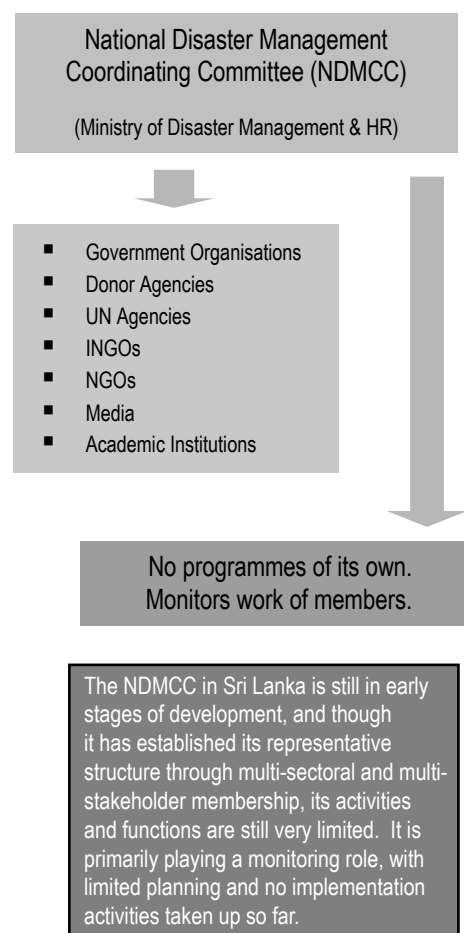 National Disaster Management
Coordinating Committee (NDMCC)
(Ministry of Disaster Management & HR)
▪ Government Organisations
▪ Donor Agencies
▪ UN Agencies
▪ INGOs
▪ NGOs
▪ Media
▪ Academic Institutions
No programmes of its own.
Monitors work of members.
The NDMCC in Sri Lanka is still in early
stages of development, and though
it has established its representative
structure through multi-sectoral and multi-
stakeholder membership, its activities
and functions are still very limited.  It is
primarily playing a monitoring role, with
limited planning and no implementation
activities taken up so far.